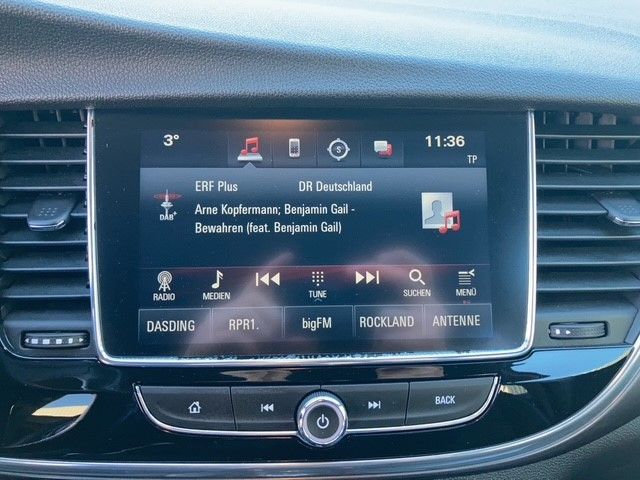 3°
S
11:36
TP
ERF Plus DR Deutschland
DAB+
Arne Kopfermann; Benjamin Gail -
Bewahren (feat. Benjamin Gail)
RADIO MEDIEN TUNE SUCHEN MENÜ
DASDING RPR1. bigFM ROCKLAND ANTENNE
BACK